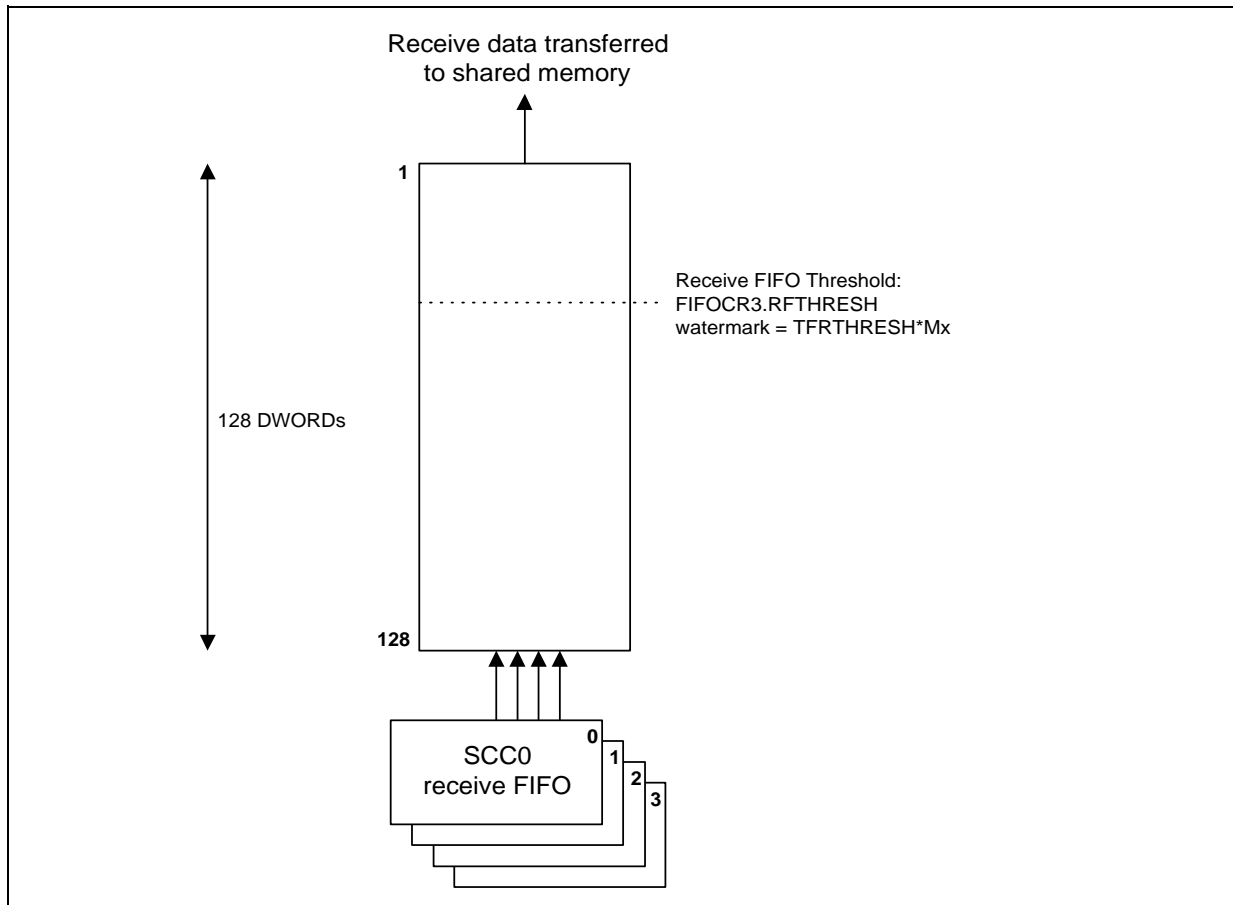 Receive data transferred
to shared memory
1
Receive FIFO Threshold:
FIFOCR3.RFTHRESH
watermark = TFRTHRESH*Mx
128 DWORDs
128
0
SCC0
receive FIFO
1
2
3